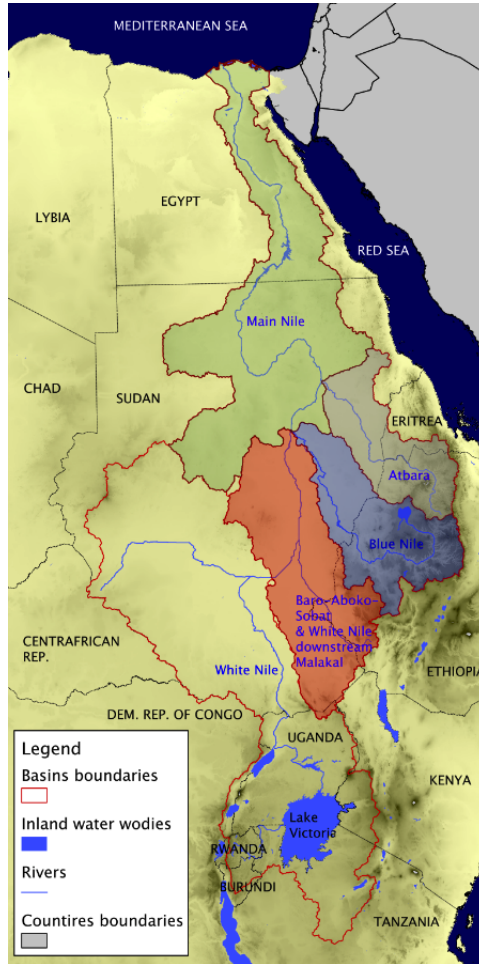 MEDITERRANEAN SEA
LYBIA
EGYPT
RED SEA
Main Nile
CHAD
SUDAN
ERITREA
Atbara
Blue Nile
Baro-Aboko-
Sobat
& White Nile
downstream
Malakal
CENTRAFRICAN
REP.
White Nile
ETHIOPIA
DEM. REP. OF CONGO
UGANDA
KENYA
Lake
Victoria
RWANDA
BURUNDI
TANZANIA
Legend
Basins boundaries
Inland water wodies
Rivers
Countires boundaries